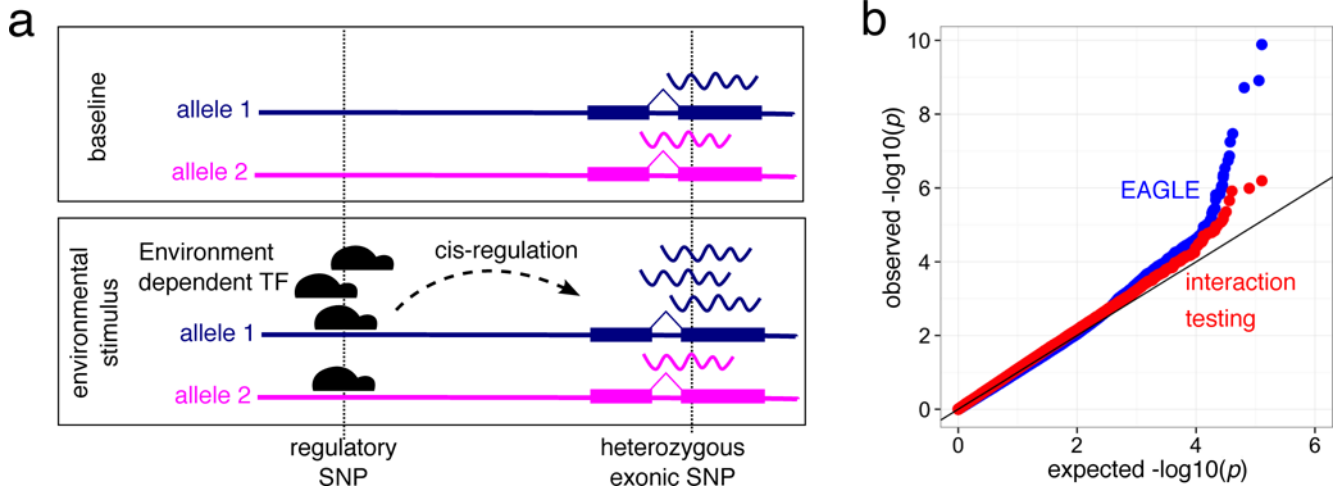 a
baseline
allele 1
allele 2
environmental
stimulus
Environment
dependent TF
cis-regulation
allele 1
allele 2
regulatory
SNP
heterozygous
exonic SNP
b
observed -log10(p)
10
8
6
4
2
0
EAGLE
interaction
testing
0
2
4
6
expected -log10(p)